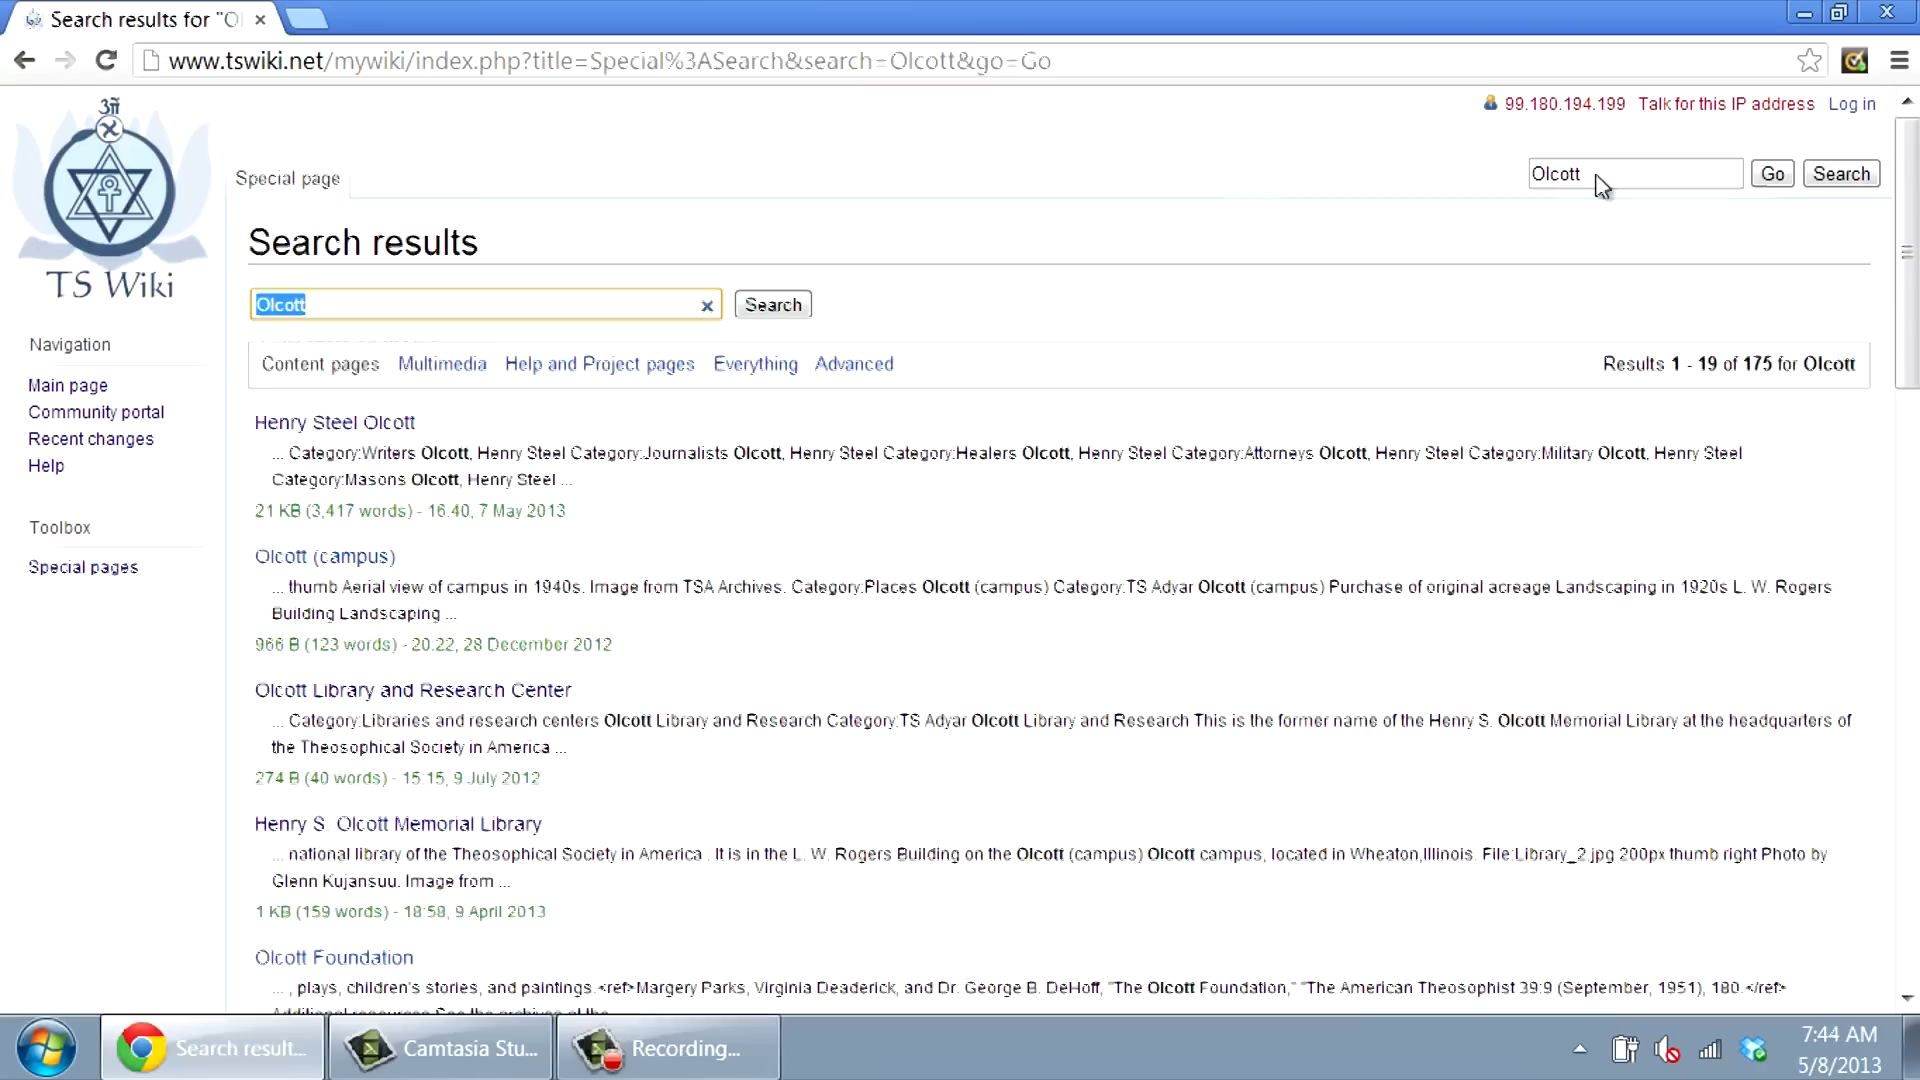 Search results for "Ol
www.tswiki.net/mywiki/index.php?title=Special%3ASearch&search=Olcott&go=Go
99.180.194.199 Talk for this IP address Log in
Special page
Olcott Go Search
TS Wiki
Search results
Olcott Search
Content pages Multimedia Help and Project pages Everything Advanced Results 1 - 19 of 175 for Olcott
Navigation
Main page
Community portal
Recent changes
Help
Toolbox
Special pages
Henry Steel Olcott
... Category:Writers Olcott, Henry Steel Category:Journalists Olcott, Henry Steel Category:Healers Olcott, Henry Steel Category:Attorneys Olcott, Henry Steel Category:Military Olcott, Henry Steel
Category:Masons Olcott, Henry Steel ...
21 KB (3,417 words) - 16:40, 7 May 2013
Olcott (campus)
... thumb Aerial view of campus in 1940s. Image from TSA Archives. Category:Places Olcott (campus) Category:TS Adyar Olcott (campus) Purchase of original acreage Landscaping in 1920s L. W. Rogers
Building Landscaping ...
966 B (123 words) - 20:22, 28 December 2012
Olcott Library and Research Center
... Category:Libraries and research centers Olcott Library and Research Category:TS Adyar Olcott Library and Research This is the former name of the Henry S. Olcott Memorial Library at the headquarters of
the Theosophical Society in America ...
274 B (40 words) - 15:15, 9 July 2012
Henry S. Olcott Memorial Library
... national library of the Theosophical Society in America . It is in the L. W. Rogers Building on the Olcott (campus) Olcott campus, located in Wheaton,Illinois. File:Library_2.jpg 200px thumb right Photo by
Glenn Kujansuu. Image from ...
1 KB (159 words) - 18:58, 9 April 2013
Olcott Foundation
... , plays, children's stories, and paintings.<ref>Margery Parks, Virginia Deaderick, and Dr. George B. DeHoff, "The Olcott Foundation," "The American Theosophist 39:9 (September, 1951), 180.</ref>
Additional resources See the archives of the
Search result...
Camtasia Stu...
Recording...
7:44 AM
5/8/2013